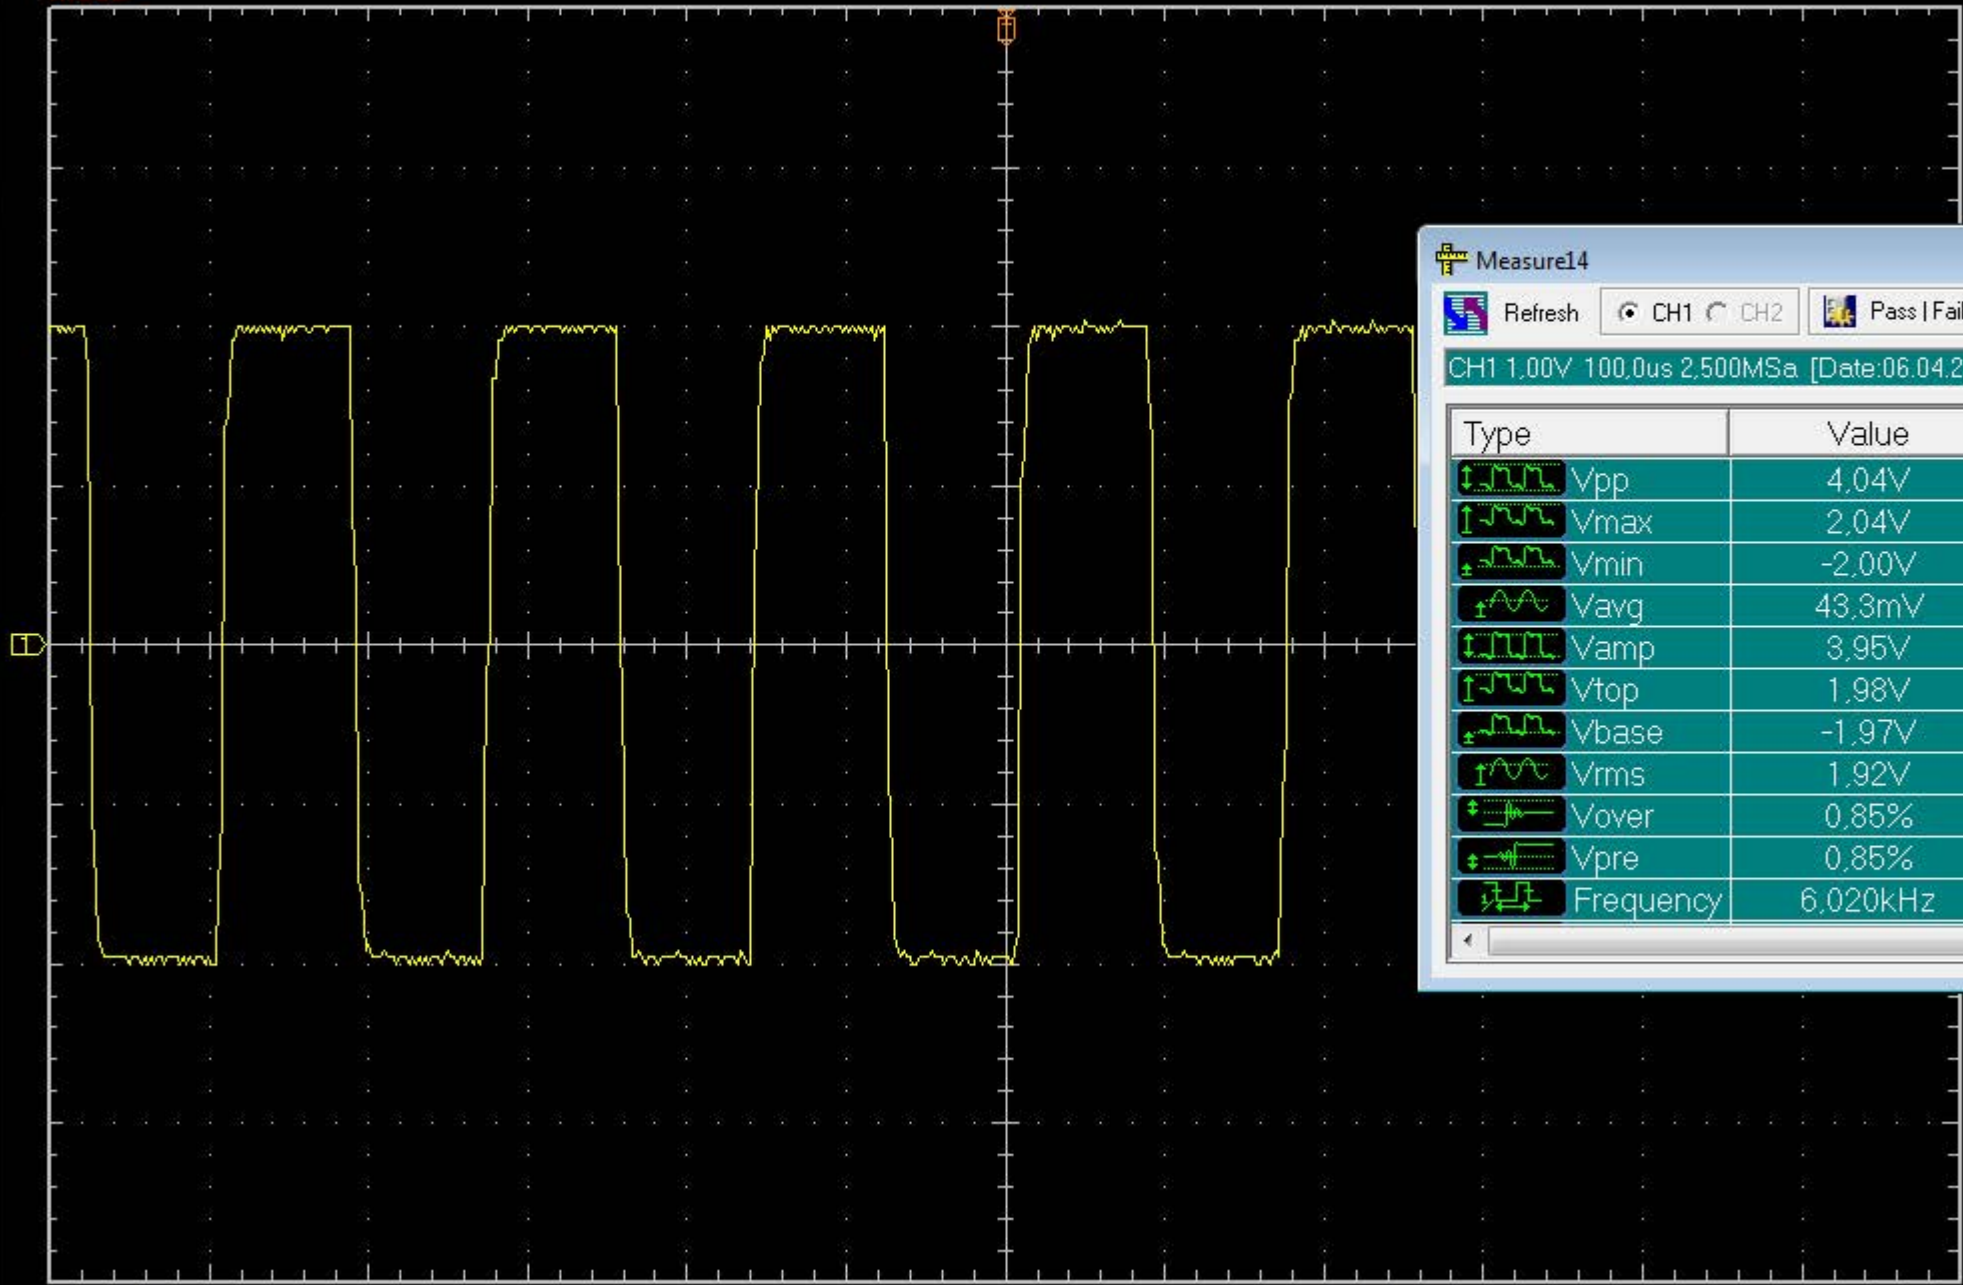 Measure14
Refresh CH1 CH2 Pass | Fail
CH1 1,00V 100,0us 2,500MSa [Date:06.04.2
Type Value
Vpp 4,04V
Vmax 2,04V
Vmin -2,00V
Vavg 43,3mV
Vamp 3,95V
Vtop 1,98V
Vbase -1,97V
Vrms 1,92V
Vover 0,85%
Vpre 0,85%
Frequency 6,020kHz
1